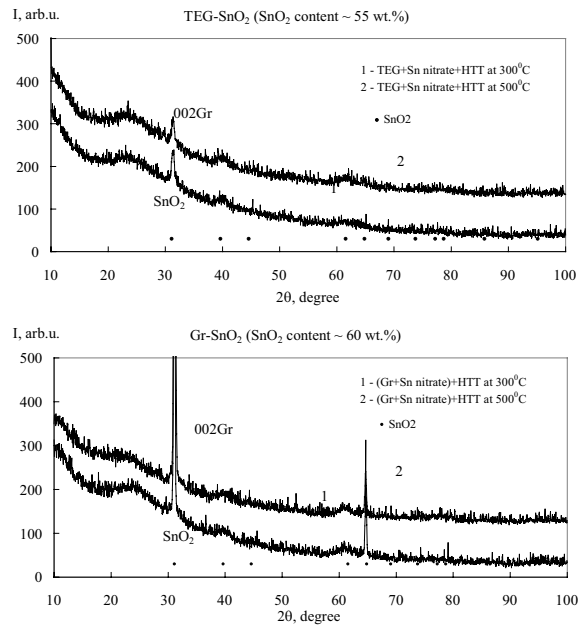 TEG-SnO₂ (SnO₂ content ~ 55 wt.%)
I, arb.u.
500
400
300
200
100
0
1 - TEG+Sn nitrate+HTT at 300⁰C
2 - TEG+Sn nitrate+HTT at 500⁰C
• SnO2
002Gr
2
1
SnO₂
10 20 30 40 50 60 70 80 90 100
2θ, degree
I, arb.u.
Gr-SnO₂ (SnO₂ content ~ 60 wt.%)
500
400
300
200
100
0
1 - (Gr+Sn nitrate)+HTT at 300⁰C
2 - (Gr+Sn nitrate)+HTT at 500⁰C
• SnO2
002Gr
2
1
SnO₂
10 20 30 40 50 60 70 80 90 100
2θ, degree